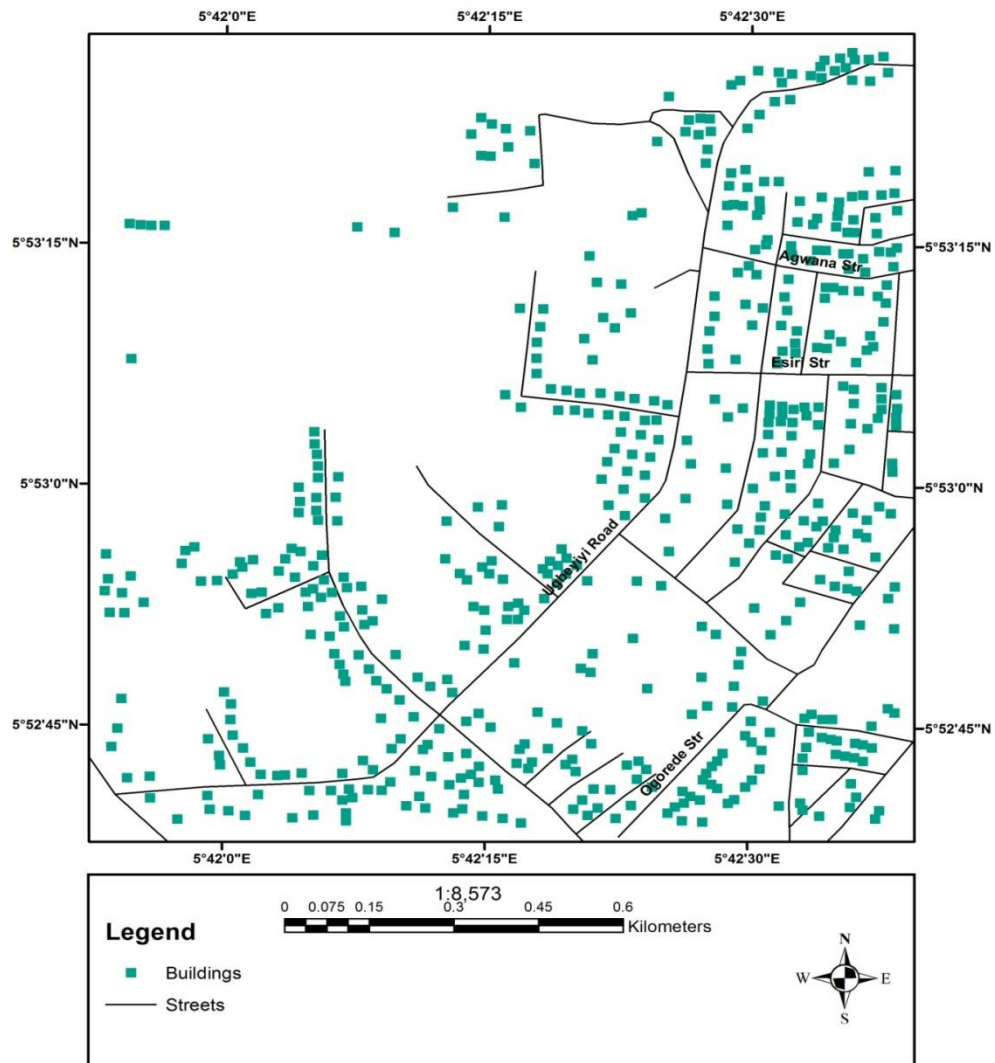 5°42'0"E 5°42'15"E 5°42'30"E
5°53'15"N 5°53'15"N
Agwana Str
Esiri Str
5°53'0"N 5°53'0"N
Ugbeyiyi Road
5°52'45"N 5°52'45"N
Ogorede Str
5°42'0"E 5°42'15"E 5°42'30"E
1:8,573
0 0.075 0.15 0.3 0.45 0.6
Kilometers
Legend
Buildings
Streets
N
W E
S